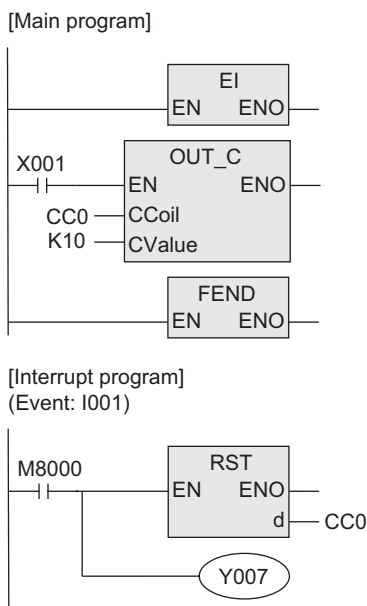 [Main program]
EI
EN ENO
X001
OUT_C
EN ENO
CC0 CCoil
K10 CValue
FEND
EN ENO
[Interrupt program]
(Event: I001)
M8000
RST
EN ENO
d CC0
Y007